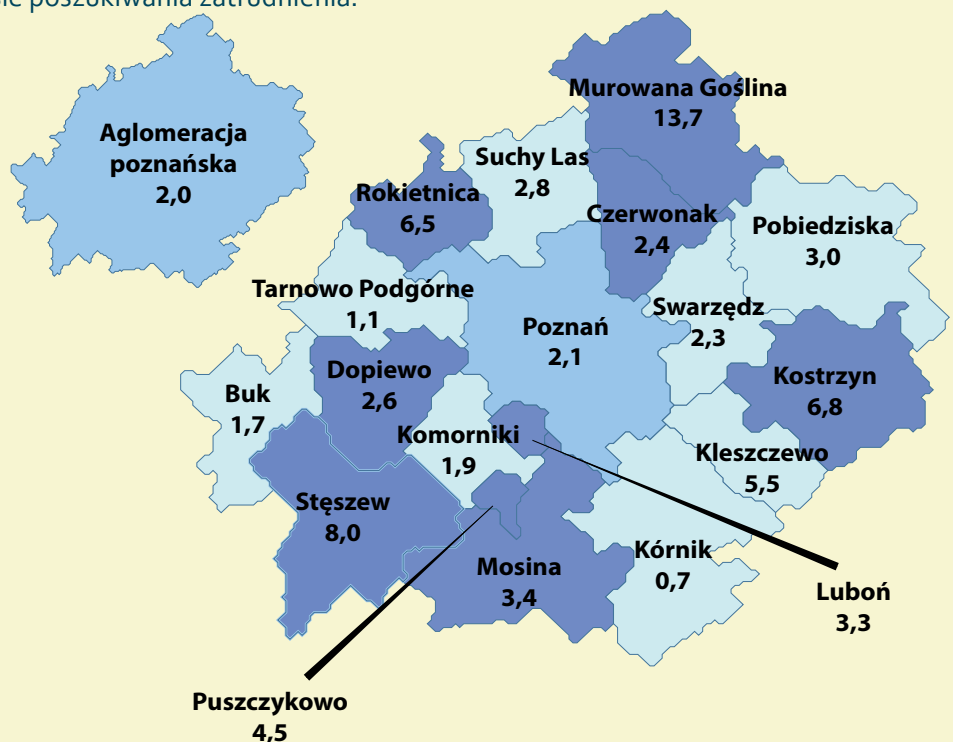 poszukiwania zatrudnienia.
Aglomeracja
poznańska
2,0
Murowana Goślina
13,7
Suchy Las
2,8
Rokietnica
6,5
Czerwonak
2,4
Pobiedziska
3,0
Tarnowo Podgórne
1,1
Swarzędz
2,3
Poznań
2,1
Dopiewo
2,6
Kostrzyn
6,8
Buk
1,7
Komorniki
1,9
Kleszczewo
5,5
Stęszew
8,0
Kórnik
0,7
Mosina
3,4
Luboń
3,3
Puszczykowo
4,5